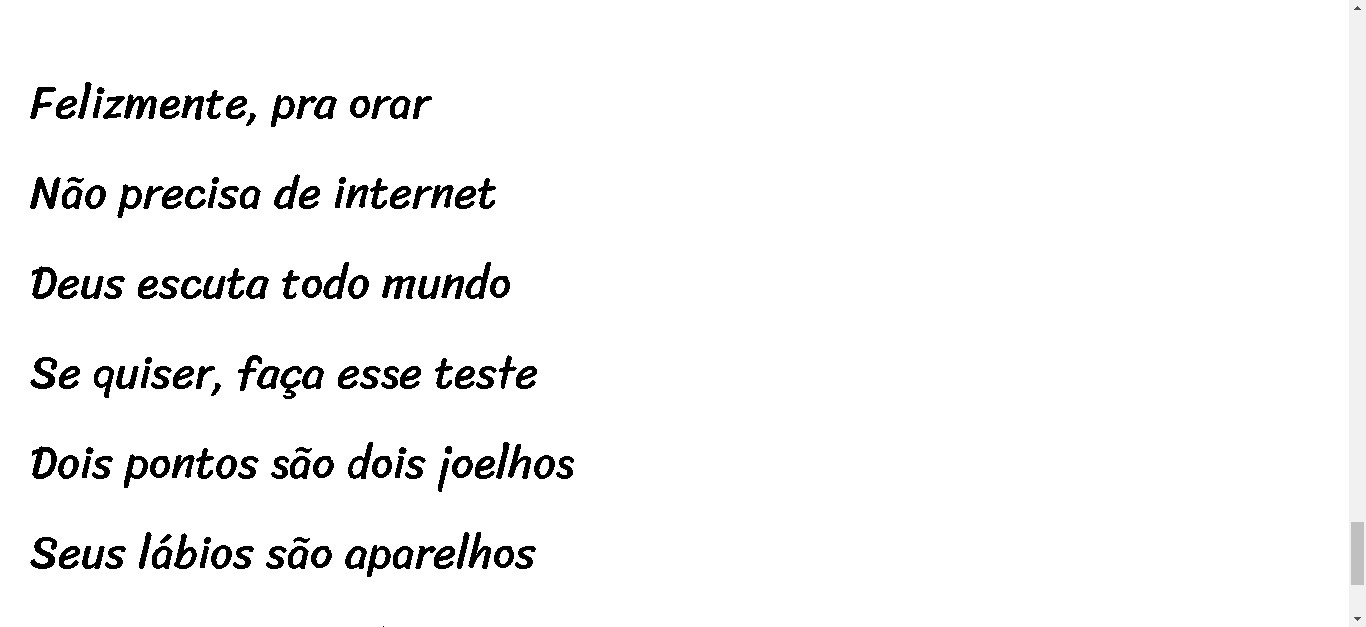 Felizmente, pra orar
Não precisa de internet
Deus escuta todo mundo
Se quiser, faça esse teste
Dois pontos são dois joelhos
Seus lábios são aparelhos